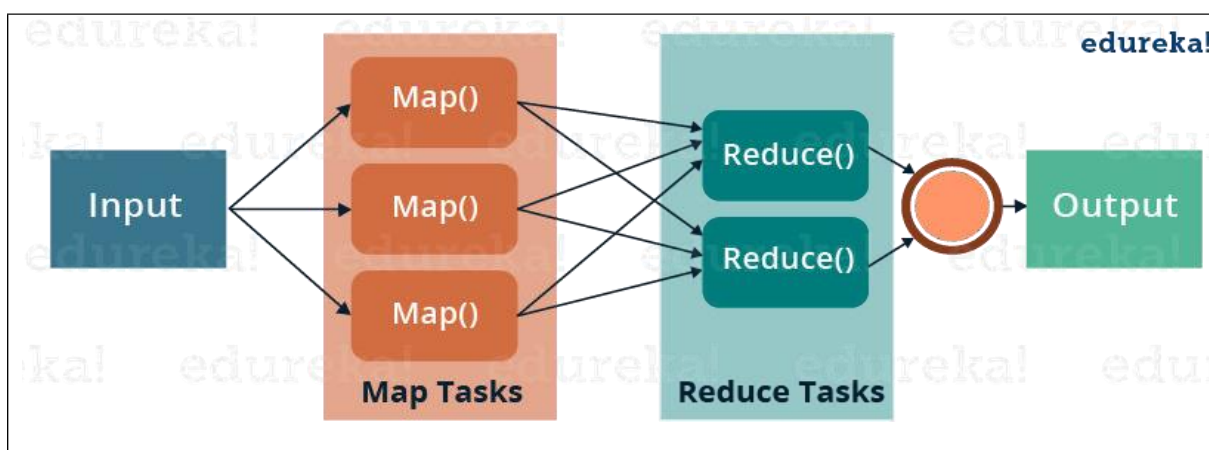 edureka!
Input
Map()
Map()
Map()
Map Tasks
Reduce()
Reduce()
Reduce Tasks
Output